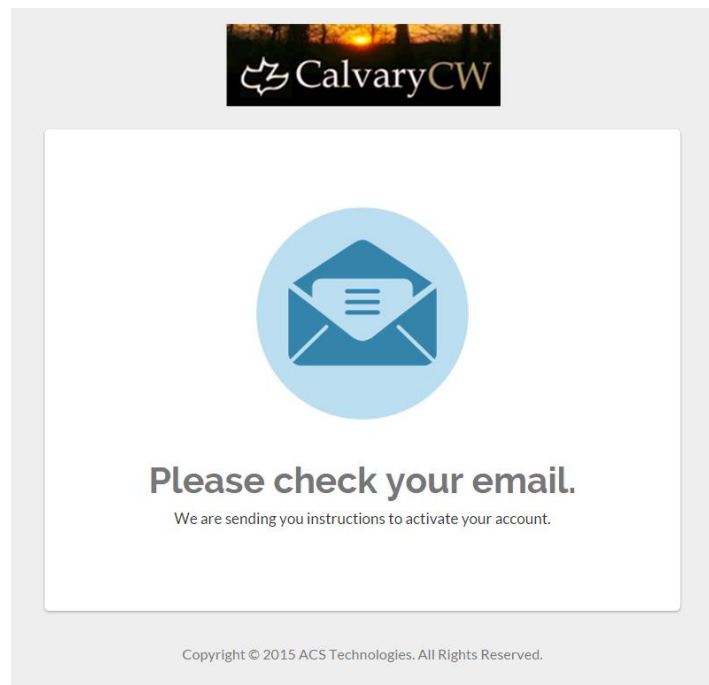 CalvaryCW
Please check your email.
We are sending you instructions to activate your account.
Copyright © 2015 ACS Technologies. All Rights Reserved.